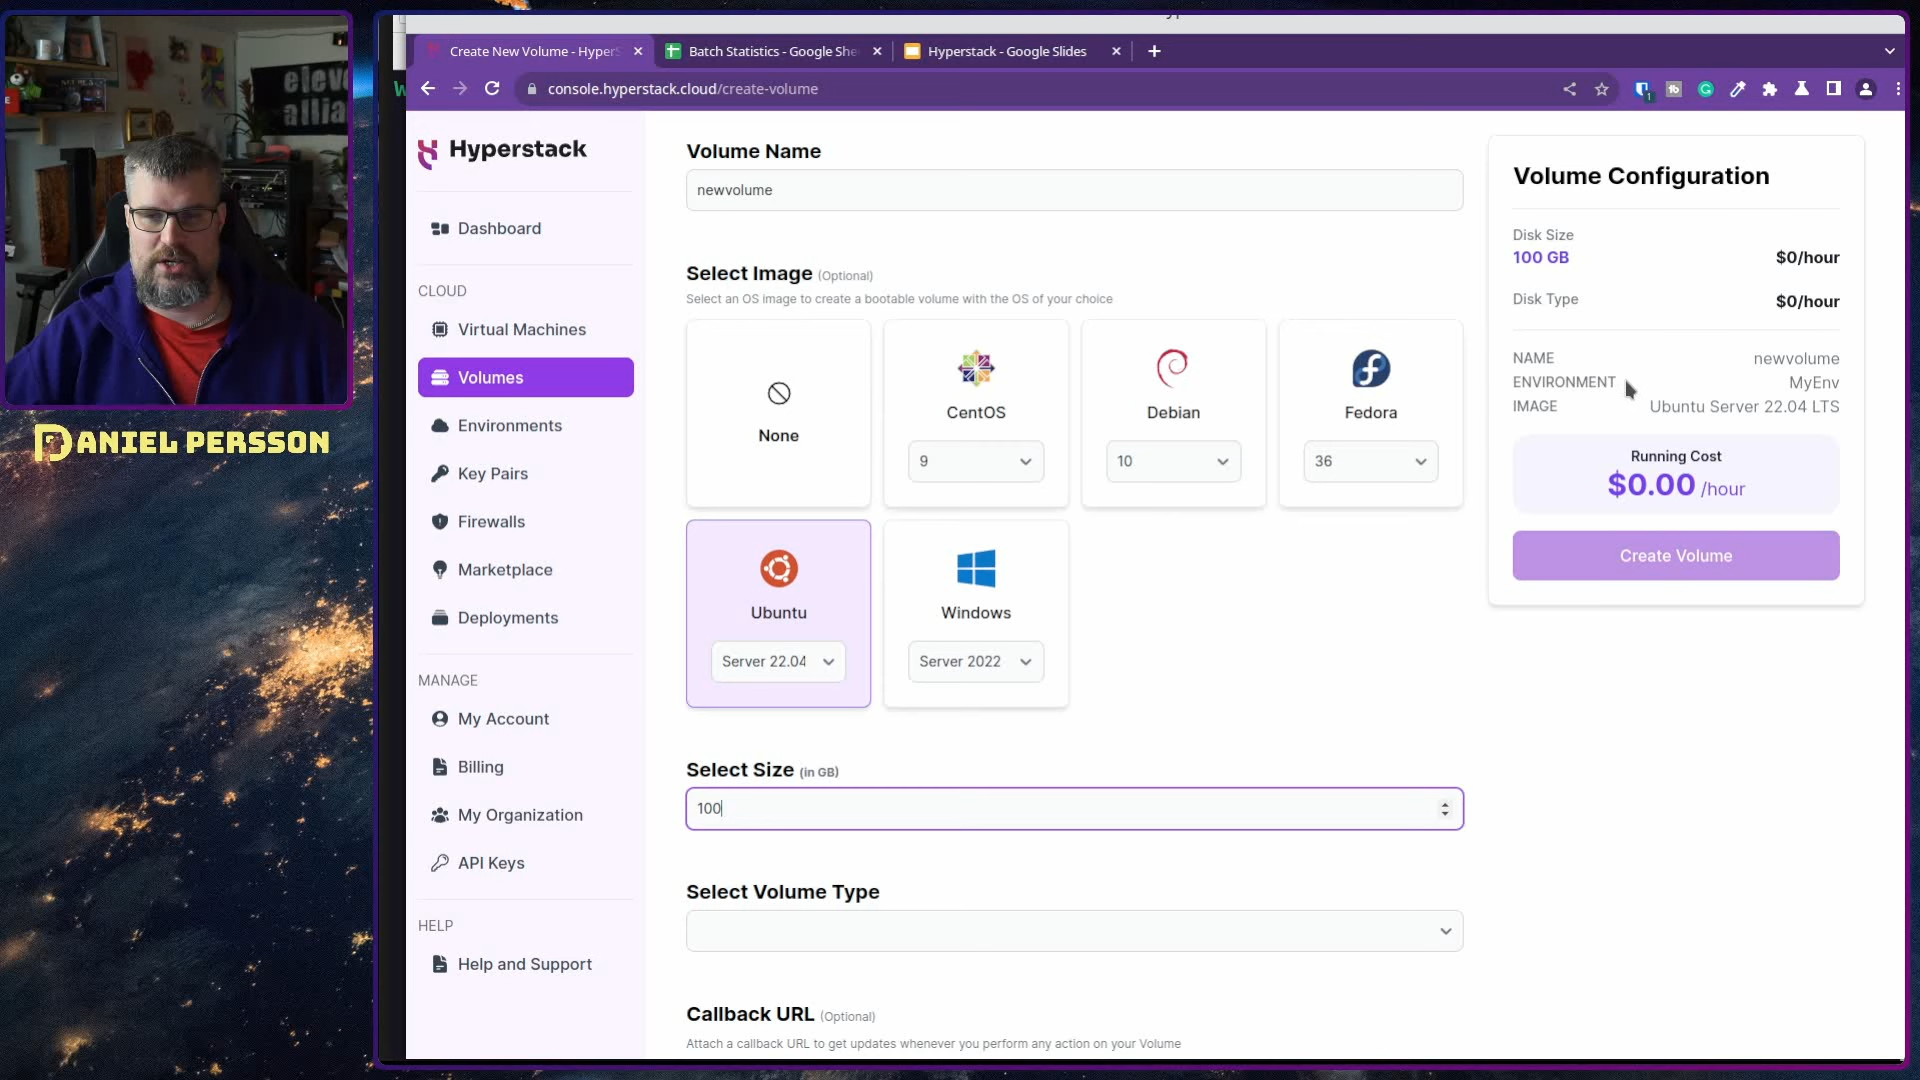 Create New Volume - HyperS
Batch Statistics - Google She
Hyperstack - Google Slides
console.hyperstack.cloud/create-volume
1
tb
eleva
allia
DANIEL PERSSON
Hyperstack
Dashboard
CLOUD
Virtual Machines
Volumes
Environments
Key Pairs
Firewalls
Marketplace
Deployments
MANAGE
My Account
Billing
My Organization
API Keys
HELP
Help and Support
Volume Name
newvolume
Select Image (Optional)
Select an OS image to create a bootable volume with the OS of your choice
None
CentOS
9
Debian
10
Fedora
36
Ubuntu
Server 22.04
Windows
Server 2022
Select Size (in GB)
100
Select Volume Type
Callback URL (Optional)
Attach a callback URL to get updates whenever you perform any action on your Volume
Volume Configuration
Disk Size
100 GB $0/hour
Disk Type $0/hour
NAME newvolume
ENVIRONMENT MyEnv
IMAGE Ubuntu Server 22.04 LTS
Running Cost
$0.00 /hour
Create Volume